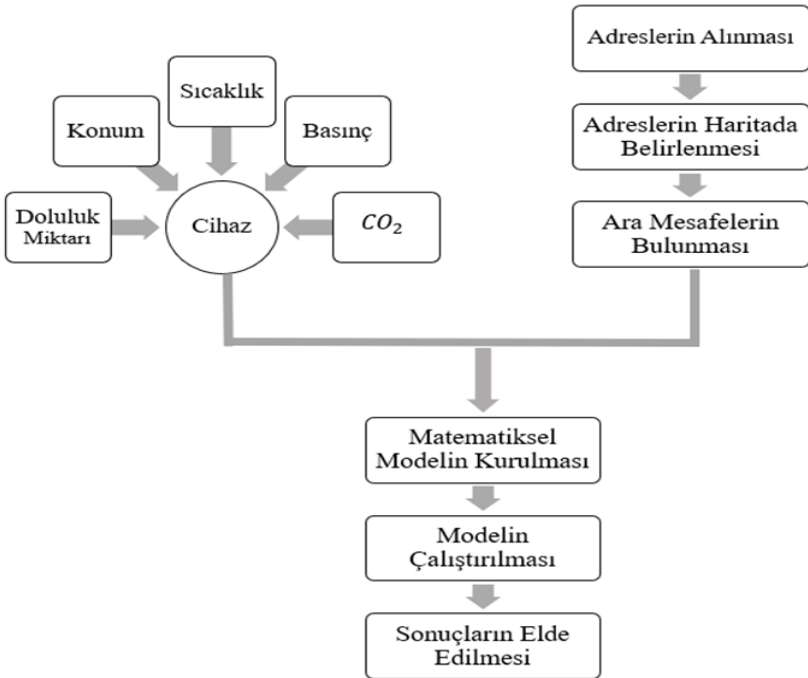 Sıcaklık
Konum
Basınç
Doluluk
Miktarı
Cihaz
CO₂
Adreslerin Alınması
Adreslerin Haritada
Belirlenmesi
Ara Mesafelerin
Bulunması
Matematiksel
Modelin Kurulması
Modelin
Çalıştırılması
Sonuçların Elde
Edilmesi